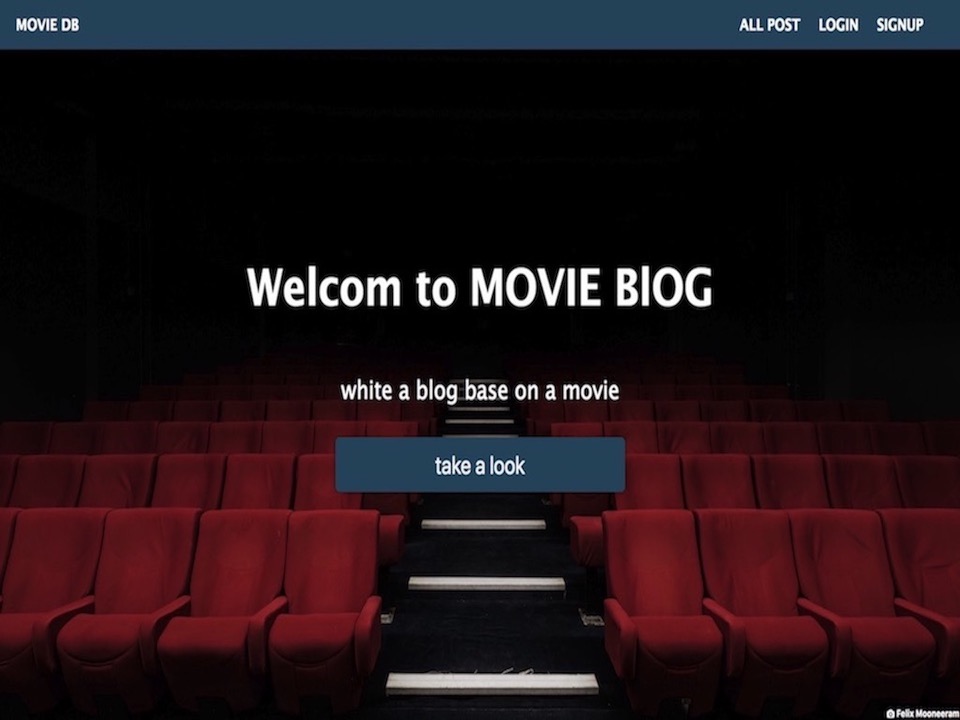 MOVIE DB
ALL POST LOGIN SIGNUP
Welcom to MOVIE BlOG
white a blog base on a movie
take a look
Felix Mooneeram